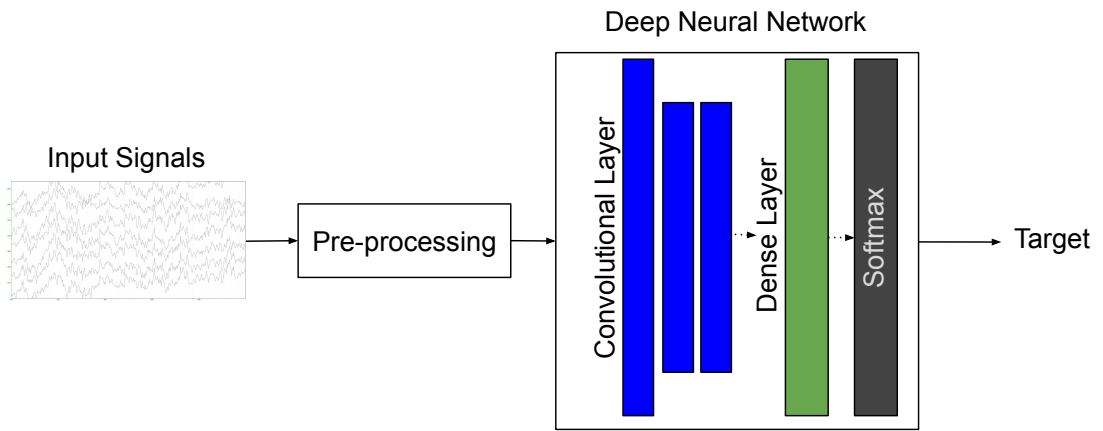 Deep Neural Network
Input Signals
Pre-processing
Convolutional Layer
Dense Layer
Softmax
Target